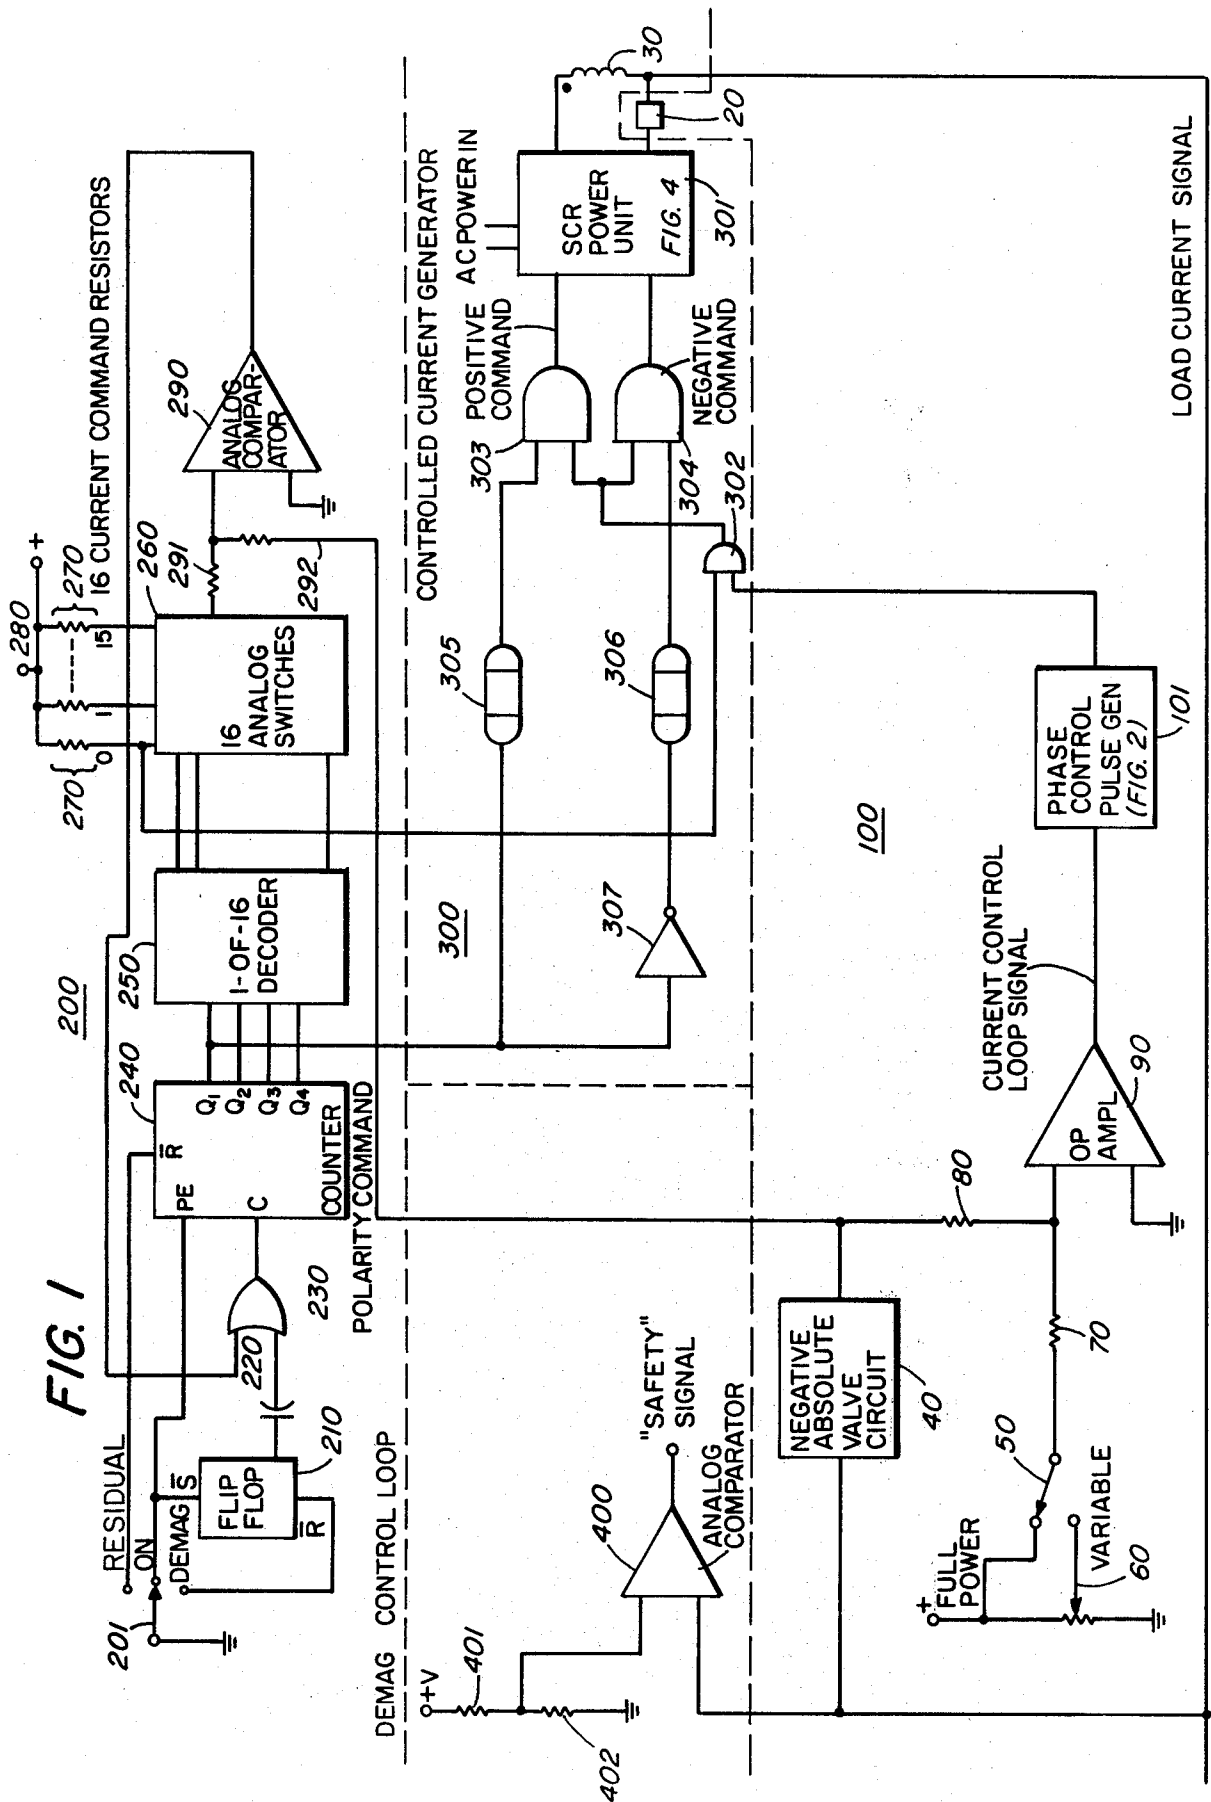 FIG. 1
RESIDUAL
ON
DEMAG
201
S
FLIP
FLOP
R
210
220
230
PE
R
C
COUNTER
Q1
Q2
Q3
Q4
240
POLARITY COMMAND
200
250
1-OF-16
DECODER
260
16
ANALOG
SWITCHES
270
0
1
15
270
280
+
16 CURRENT COMMAND RESISTORS
291
292
290
ANALOG
COMPAR-
ATOR
DEMAG CONTROL LOOP
+V
401
402
400
"SAFETY"
SIGNAL
ANALOG
COMPARATOR
300
CONTROLLED CURRENT GENERATOR
305
306
307
303
304
302
POSITIVE
COMMAND
NEGATIVE
COMMAND
AC POWER IN
SCR
POWER
UNIT
FIG. 4
301
30
20
100
NEGATIVE
ABSOLUTE
VALVE
CIRCUIT
40
+
FULL
POWER
50
VARIABLE
60
70
80
OP
AMPL
90
CURRENT CONTROL
LOOP SIGNAL
PHASE
CONTROL
PULSE GEN
(FIG. 2)
101
LOAD CURRENT SIGNAL